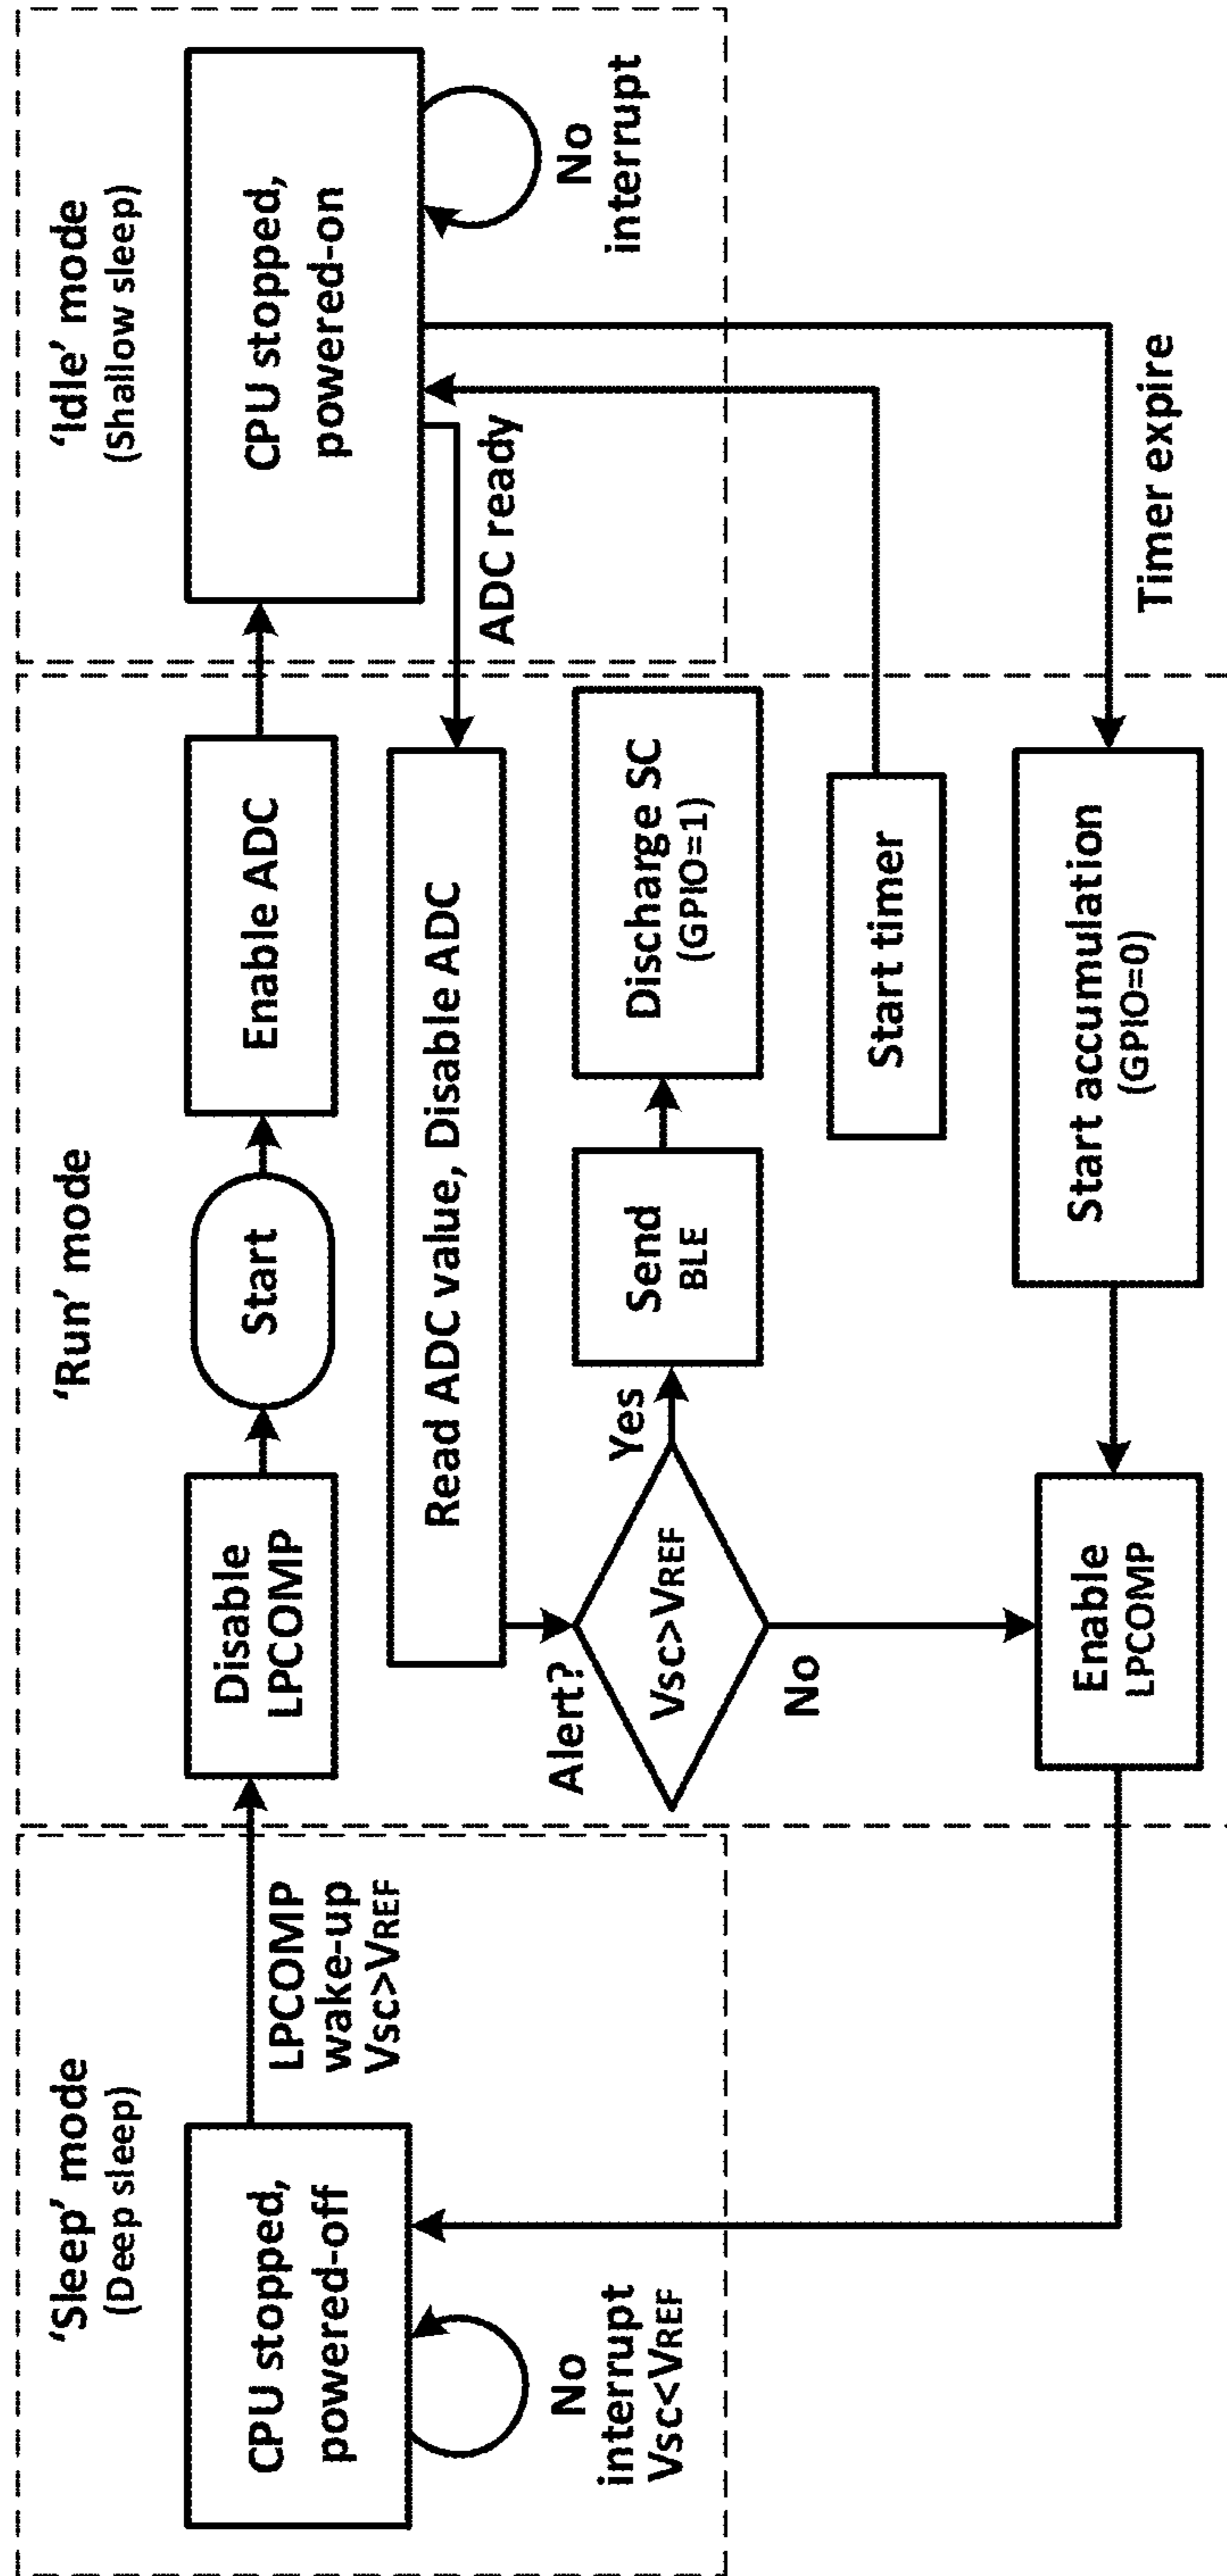 ‘Sleep’ mode
(Deep sleep)
CPU stopped,
powered-off
No
interrupt
VSC<VREF
LPCOMP
wake-up
VSC>VREF
‘Run’ mode
Disable
LPCOMP
Start
Enable ADC
Read ADC value, Disable ADC
Alert?
VSC>VREF
Yes
No
Send
BLE
Discharge SC
(GPIO=1)
Start timer
Start accumulation
(GPIO=0)
Enable
LPCOMP
‘Idle’ mode
(Shallow sleep)
CPU stopped,
powered-on
No
interrupt
ADC ready
Timer expire